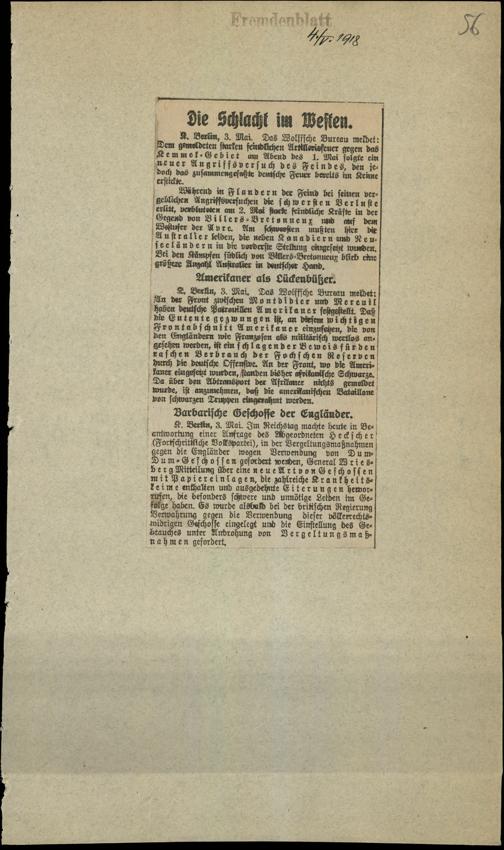 Fremdenblatt
56
4/V. 1918
Die Schlacht im Westen.
K. Berlin, 3. Mai. Das Wolffsche Bureau meldet:
Dem gemeldeten starken feindlichen Artilleriefeuer gegen das
Kemmel-Gebiet am Abend des 1. Mai folgte ein
neuer Angriffsversuch des Feindes, den je-
doch das zusammengefaßte deutsche Feuer bereits im Keime
erstickte.
Während in Flandern der Feind bei seinen ver-
geblichen Angriffsversuchen die schwersten Verluste
erlitt, verbluteten am 2. Mai starke feindliche Kräfte in der
Gegend von Villers-Bretonneux und auf dem
Westufer der Avre. Am schwersten mußten hier die
Australier leiden, die neben Kanadiern und Neu-
seeländern in die vorderste Stellung eingesetzt wurden.
Bei den Kämpfen südlich von Villers-Bretonneux blieb eine
größere Anzahl Australier in deutscher Hand.
Amerikaner als Lückenbüßer.
K. Berlin, 3. Mai. Das Wolffsche Bureau meldet:
An der Front zwischen Montdidier und Moreuil
haben deutsche Patrouillen Amerikaner festgestellt. Daß
die Entente gezwungen ist, an diesem wichtigen
Frontabschnitt Amerikaner einzusetzen, die von
den Engländern wie Franzosen als militärisch wertlos an-
gesehen werden, ist ein schlagender Beweis für den
raschen Verbrauch der Fochschen Reserven
durch die deutsche Offensive. An der Front, wo die Ameri-
kaner eingesetzt wurden, standen bisher afrikanische Schwarze.
Da über den Abtransport der Afrikaner nichts gemeldet
wurde, ist anzunehmen, daß die amerikanischen Bataillone
von schwarzen Truppen eingerahmt werden.
Barbarische Geschosse der Engländer.
K. Berlin, 3. Mai. Im Reichstag machte heute in Be-
antwortung einer Anfrage des Abgeordneten Heckscher
(Fortschrittliche Volkspartei), in der Vergeltungsmaßnahmen
gegen die Engländer wegen Verwendung von Dum-
Dum-Geschossen gefordert werden, General Wries-
berg Mitteilung über eine neue Art von Geschossen
mit Papiereinlagen, die zahlreiche Krankheits-
keime enthalten und ausgedehnte Eiterungen hervor-
rufen, die besonders schwere und unnötige Leiden im Ge-
folge haben. Es wurde alsbald bei der britischen Regierung
Verwahrung gegen die Verwendung dieser völkerrechts-
widrigen Geschosse eingelegt und die Einstellung des Ge-
brauches unter Androhung von Vergeltungsmaß-
nahmen gefordert.